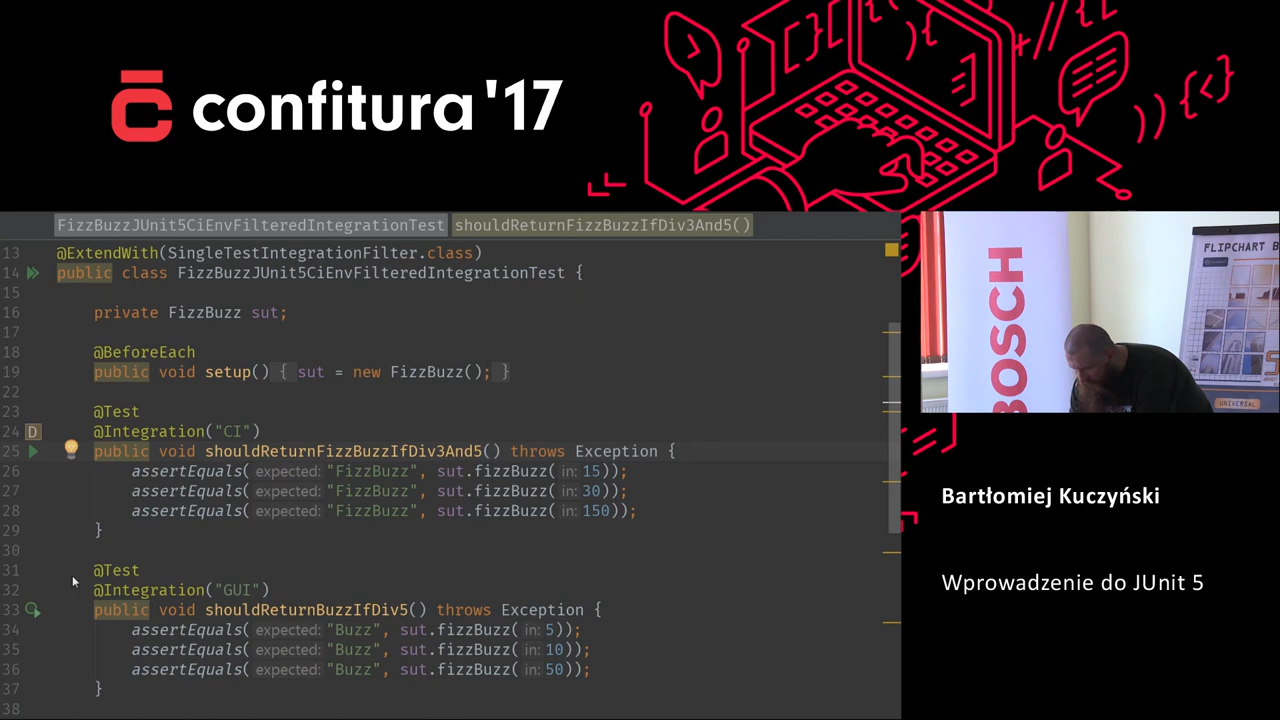 confitura '17
FizzBuzzJUnit5CiEnvFilteredIntegrationTest shouldReturnFizzBuzzIfDiv3And5()
13 @ExtendWith(SingleTestIntegrationFilter.class)
14 public class FizzBuzzJUnit5CiEnvFilteredIntegrationTest {
15
16 private FizzBuzz sut;
17
18 @BeforeEach
19 public void setup() { sut = new FizzBuzz(); }
22
23 @Test
24 D @Integration("CI")
25 public void shouldReturnFizzBuzzIfDiv3And5() throws Exception {
26 assertEquals( expected: "FizzBuzz", sut.fizzBuzz( in: 15));
27 assertEquals( expected: "FizzBuzz", sut.fizzBuzz( in: 30));
28 assertEquals( expected: "FizzBuzz", sut.fizzBuzz( in: 150));
29 }
30
31 @Test
32 @Integration("GUI")
33 public void shouldReturnBuzzIfDiv5() throws Exception {
34 assertEquals( expected: "Buzz", sut.fizzBuzz( in: 5));
35 assertEquals( expected: "Buzz", sut.fizzBuzz( in: 10));
36 assertEquals( expected: "Buzz", sut.fizzBuzz( in: 50));
37 }
38
BOSCH
FLIPCHART B
UNIVERSAL
Bartłomiej Kuczyński
Wprowadzenie do JUnit 5